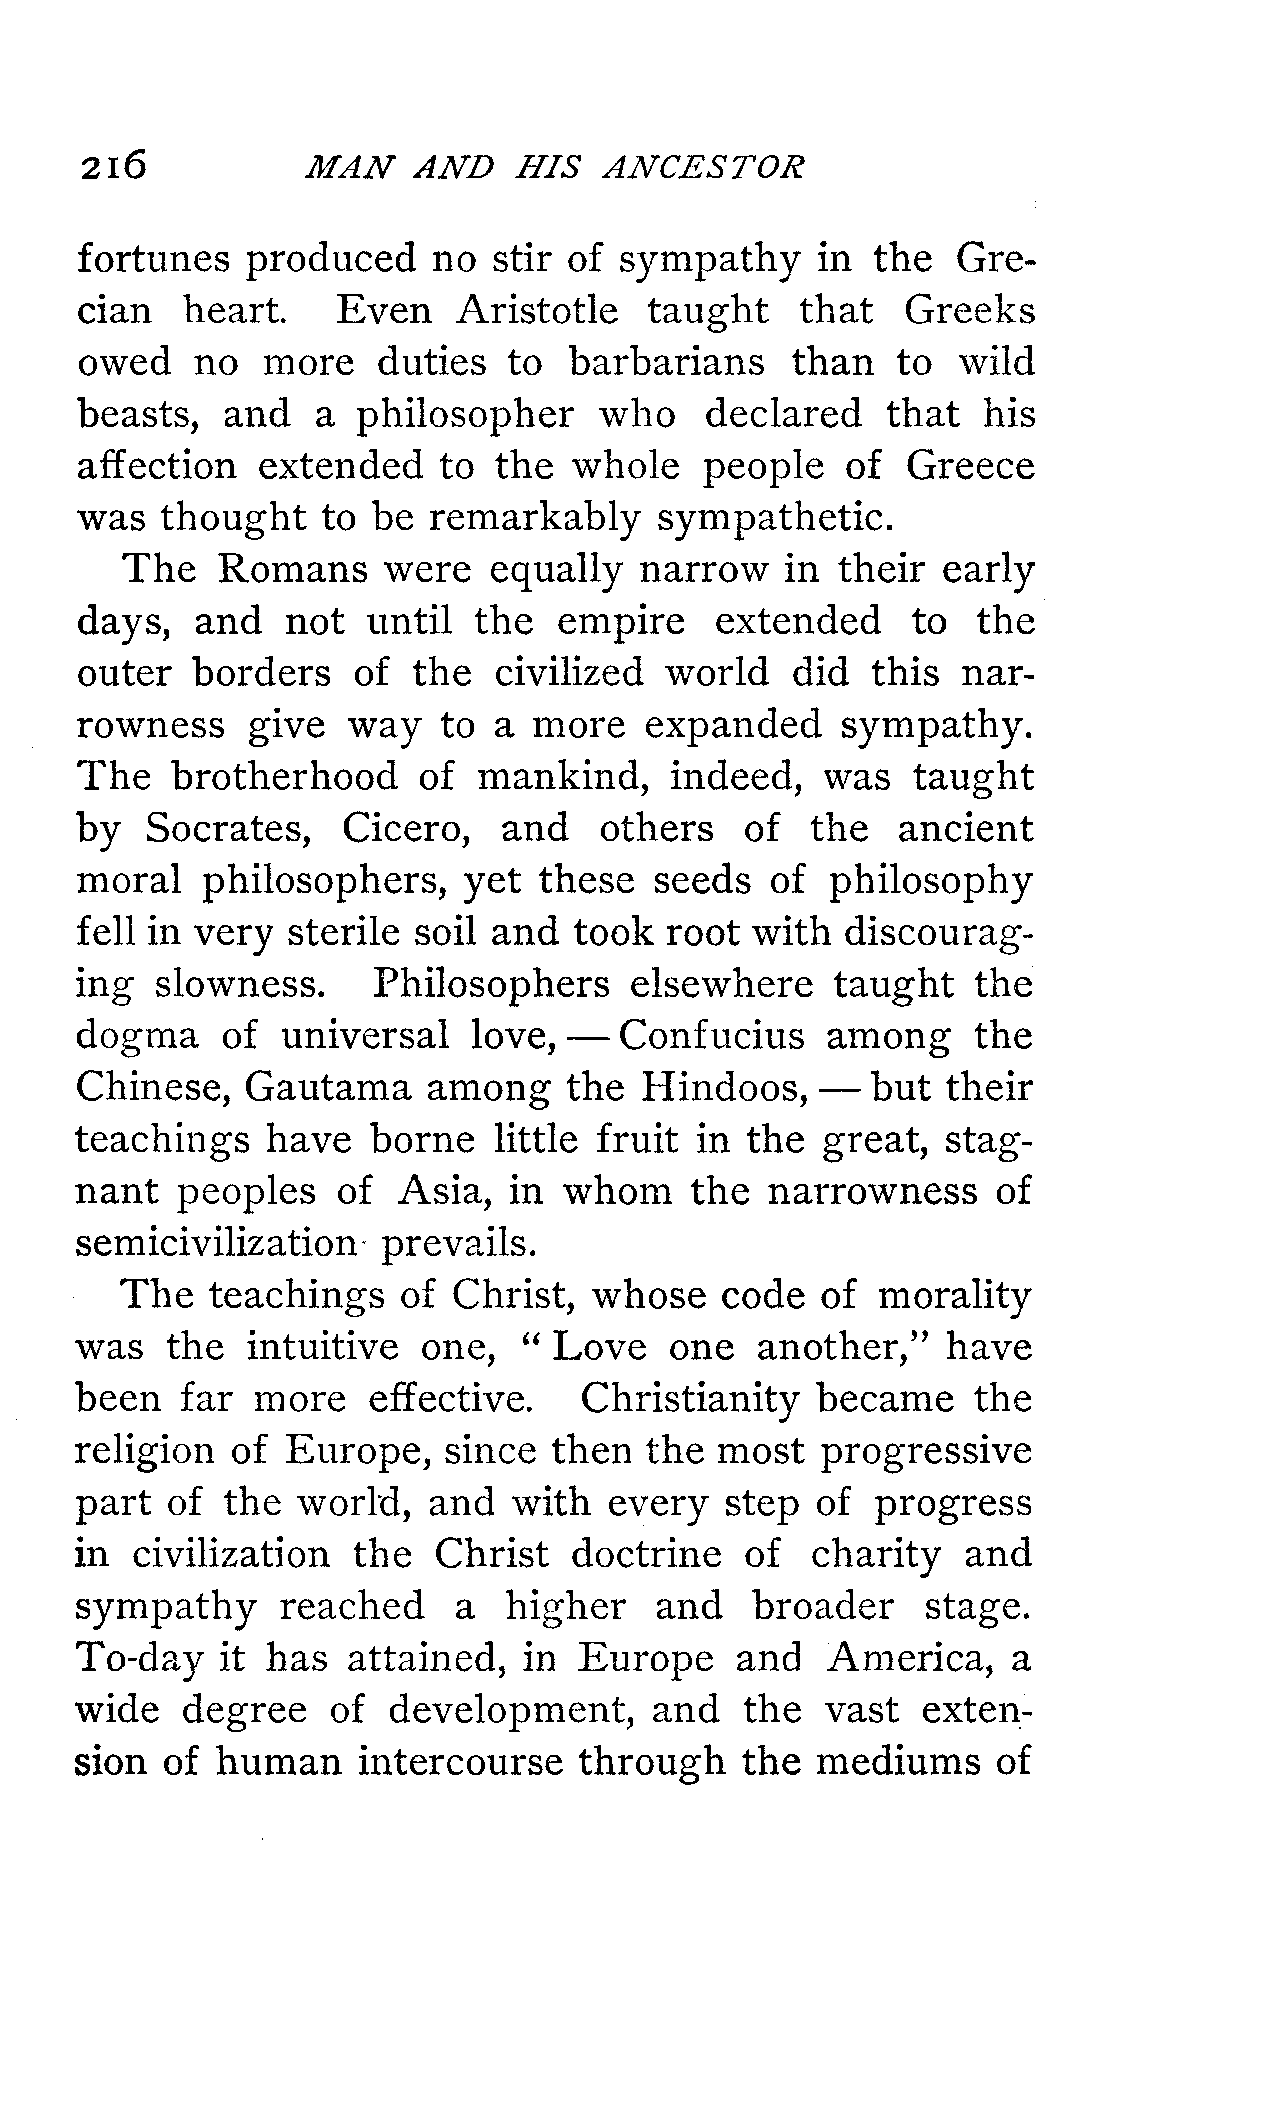 216 MAN AND HIS ANCESTOR
fortunes produced no stir of sympathy in the Gre-
cian heart. Even Aristotle taught that Greeks
owed no more duties to barbarians than to wild
beasts, and a philosopher who declared that his
affection extended to the whole people of Greece
was thought to be remarkably sympathetic.
The Romans were equally narrow in their early
days, and not until the empire extended to the
outer borders of the civilized world did this nar-
rowness give way to a more expanded sympathy.
The brotherhood of mankind, indeed, was taught
by Socrates, Cicero, and others of the ancient
moral philosophers, yet these seeds of philosophy
fell in very sterile soil and took root with discourag-
ing slowness. Philosophers elsewhere taught the
dogma of universal love, — Confucius among the
Chinese, Gautama among the Hindoos, — but their
teachings have borne little fruit in the great, stag-
nant peoples of Asia, in whom the narrowness of
semicivilization prevails.
The teachings of Christ, whose code of morality
was the intuitive one, “ Love one another,” have
been far more effective. Christianity became the
religion of Europe, since then the most progressive
part of the world, and with every step of progress
in civilization the Christ doctrine of charity and
sympathy reached a higher and broader stage.
To-day it has attained, in Europe and America, a
wide degree of development, and the vast exten-
sion of human intercourse through the mediums of